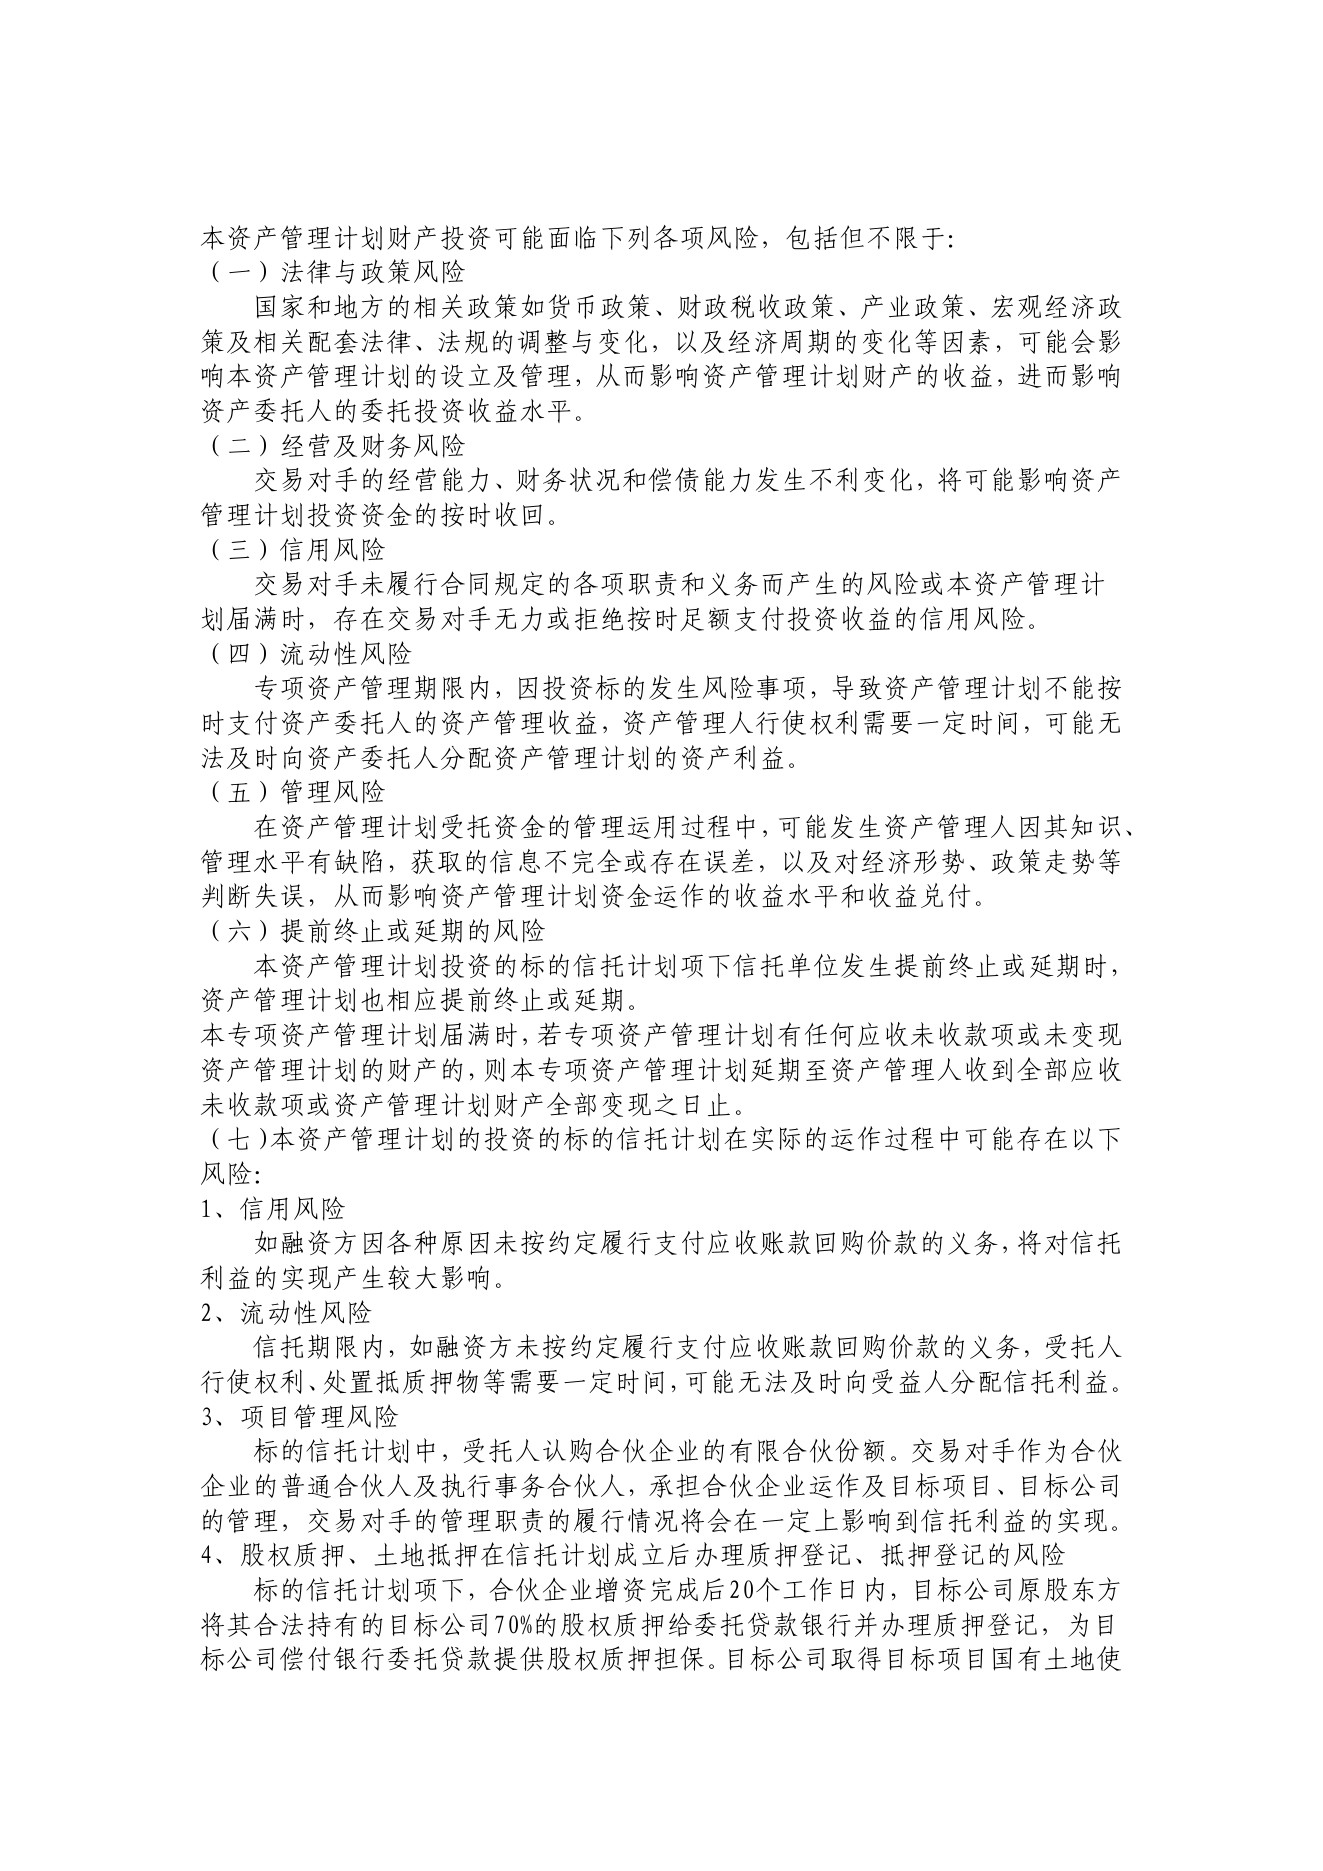 本资产管理计划财产投资可能面临下列各项风险，包括但不限于：
（一）法律与政策风险
国家和地方的相关政策如货币政策、财政税收政策、产业政策、宏观经济政
策及相关配套法律、法规的调整与变化，以及经济周期的变化等因素，可能会影
响本资产管理计划的设立及管理，从而影响资产管理计划财产的收益，进而影响
资产委托人的委托投资收益水平。
（二）经营及财务风险
交易对手的经营能力、财务状况和偿债能力发生不利变化，将可能影响资产
管理计划投资资金的按时收回。
（三）信用风险
交易对手未履行合同规定的各项职责和义务而产生的风险或本资产管理计
划届满时，存在交易对手无力或拒绝按时足额支付投资收益的信用风险。
（四）流动性风险
专项资产管理期限内，因投资标的发生风险事项，导致资产管理计划不能按
时支付资产委托人的资产管理收益，资产管理人行使权利需要一定时间，可能无
法及时向资产委托人分配资产管理计划的资产利益。
（五）管理风险
在资产管理计划受托资金的管理运用过程中，可能发生资产管理人因其知识、
管理水平有缺陷，获取的信息不完全或存在误差，以及对经济形势、政策走势等
判断失误，从而影响资产管理计划资金运作的收益水平和收益兑付。
（六）提前终止或延期的风险
本资产管理计划投资的标的信托计划项下信托单位发生提前终止或延期时，
资产管理计划也相应提前终止或延期。
本专项资产管理计划届满时，若专项资产管理计划有任何应收未收款项或未变现
资产管理计划的财产的，则本专项资产管理计划延期至资产管理人收到全部应收
未收款项或资产管理计划财产全部变现之日止。
（七）本资产管理计划的投资的标的信托计划在实际的运作过程中可能存在以下
风险：
1、信用风险
如融资方因各种原因未按约定履行支付应收账款回购价款的义务，将对信托
利益的实现产生较大影响。
2、流动性风险
信托期限内，如融资方未按约定履行支付应收账款回购价款的义务，受托人
行使权利、处置抵质押物等需要一定时间，可能无法及时向受益人分配信托利益。
3、项目管理风险
标的信托计划中，受托人认购合伙企业的有限合伙份额。交易对手作为合伙
企业的普通合伙人及执行事务合伙人，承担合伙企业运作及目标项目、目标公司
的管理，交易对手的管理职责的履行情况将会在一定上影响到信托利益的实现。
4、股权质押、土地抵押在信托计划成立后办理质押登记、抵押登记的风险
标的信托计划项下，合伙企业增资完成后20个工作日内，目标公司原股东方
将其合法持有的目标公司70%的股权质押给委托贷款银行并办理质押登记，为目
标公司偿付银行委托贷款提供股权质押担保。目标公司取得目标项目国有土地使